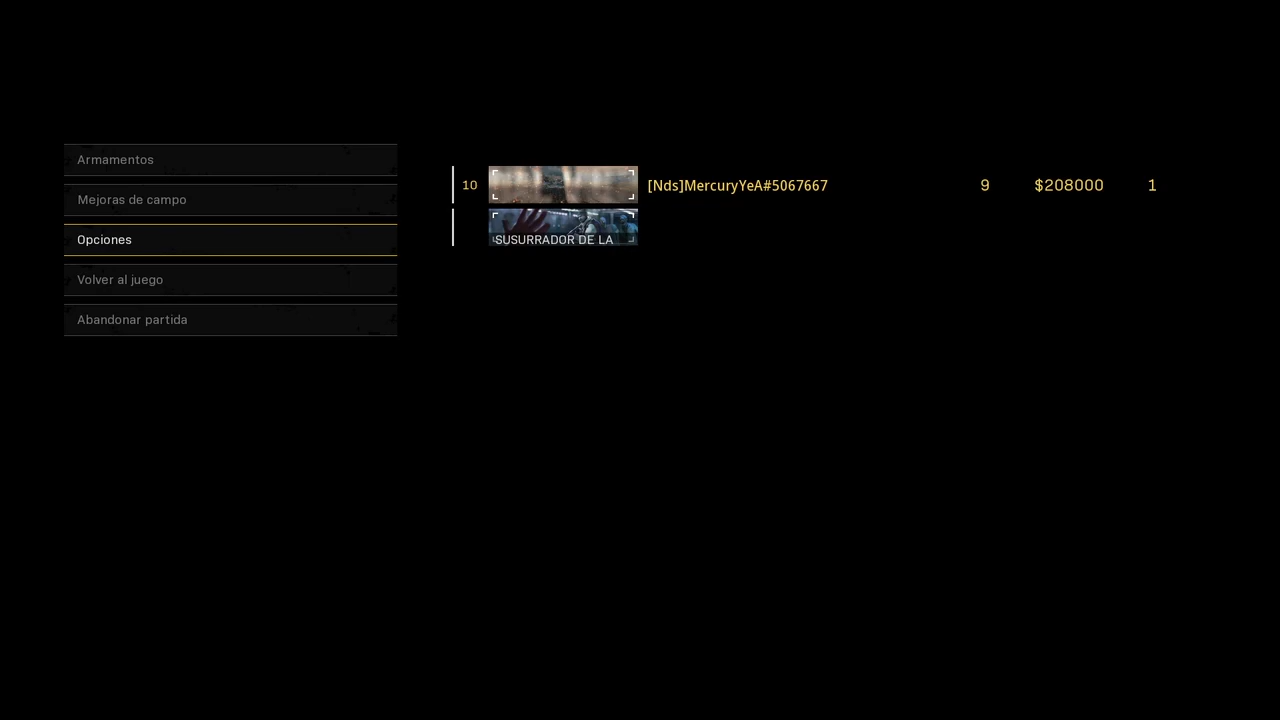 Armamentos
Mejoras de campo
Opciones
Volver al juego
Abandonar partida
10 [Nds]MercuryYeA#5067667 9 $208000 1
SUSURRADOR DE LA